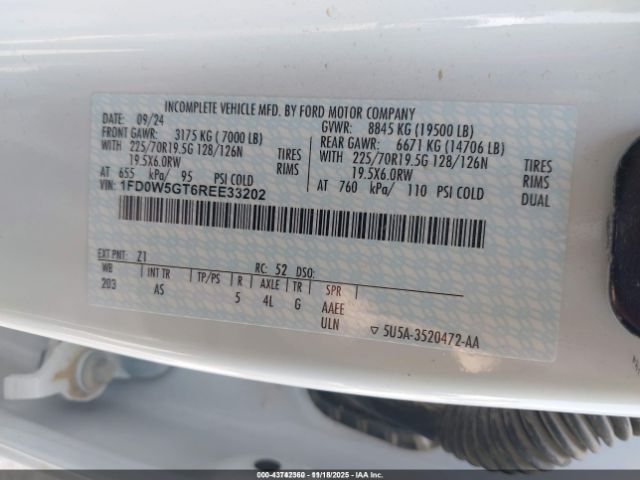 INCOMPLETE VEHICLE MFD. BY FORD MOTOR COMPANY
DATE: 09/24 GVWR: 8845 KG (19500 LB)
FRONT GAWR: 3175 KG (7000 LB) REAR GAWR: 6671 KG (14706 LB)
WITH 225/70R19.5G 128/126N TIRES WITH 225/70R19.5G 128/126N TIRES
19.5X6.0RW RIMS 19.5X6.0RW RIMS
AT 655 kPa/ 95 PSI COLD AT 760 kPa/ 110 PSI COLD DUAL
VIN: 1FD0W5GT6REE33202
EXT PNT: Z1 RC: 52 DSO:
WB INT TR TP/PS R AXLE TR SPR
203 AS 5 4L G AAEE
ULN ▽ 5U5A-3520472-AA
000-43742560 - 11/18/2025 - IAAI.COM